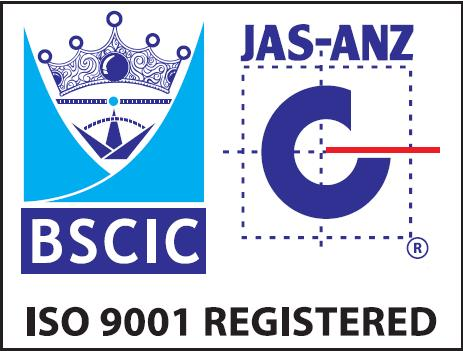 JAS-ANZ
BSCIC
®
ISO 9001 REGISTERED